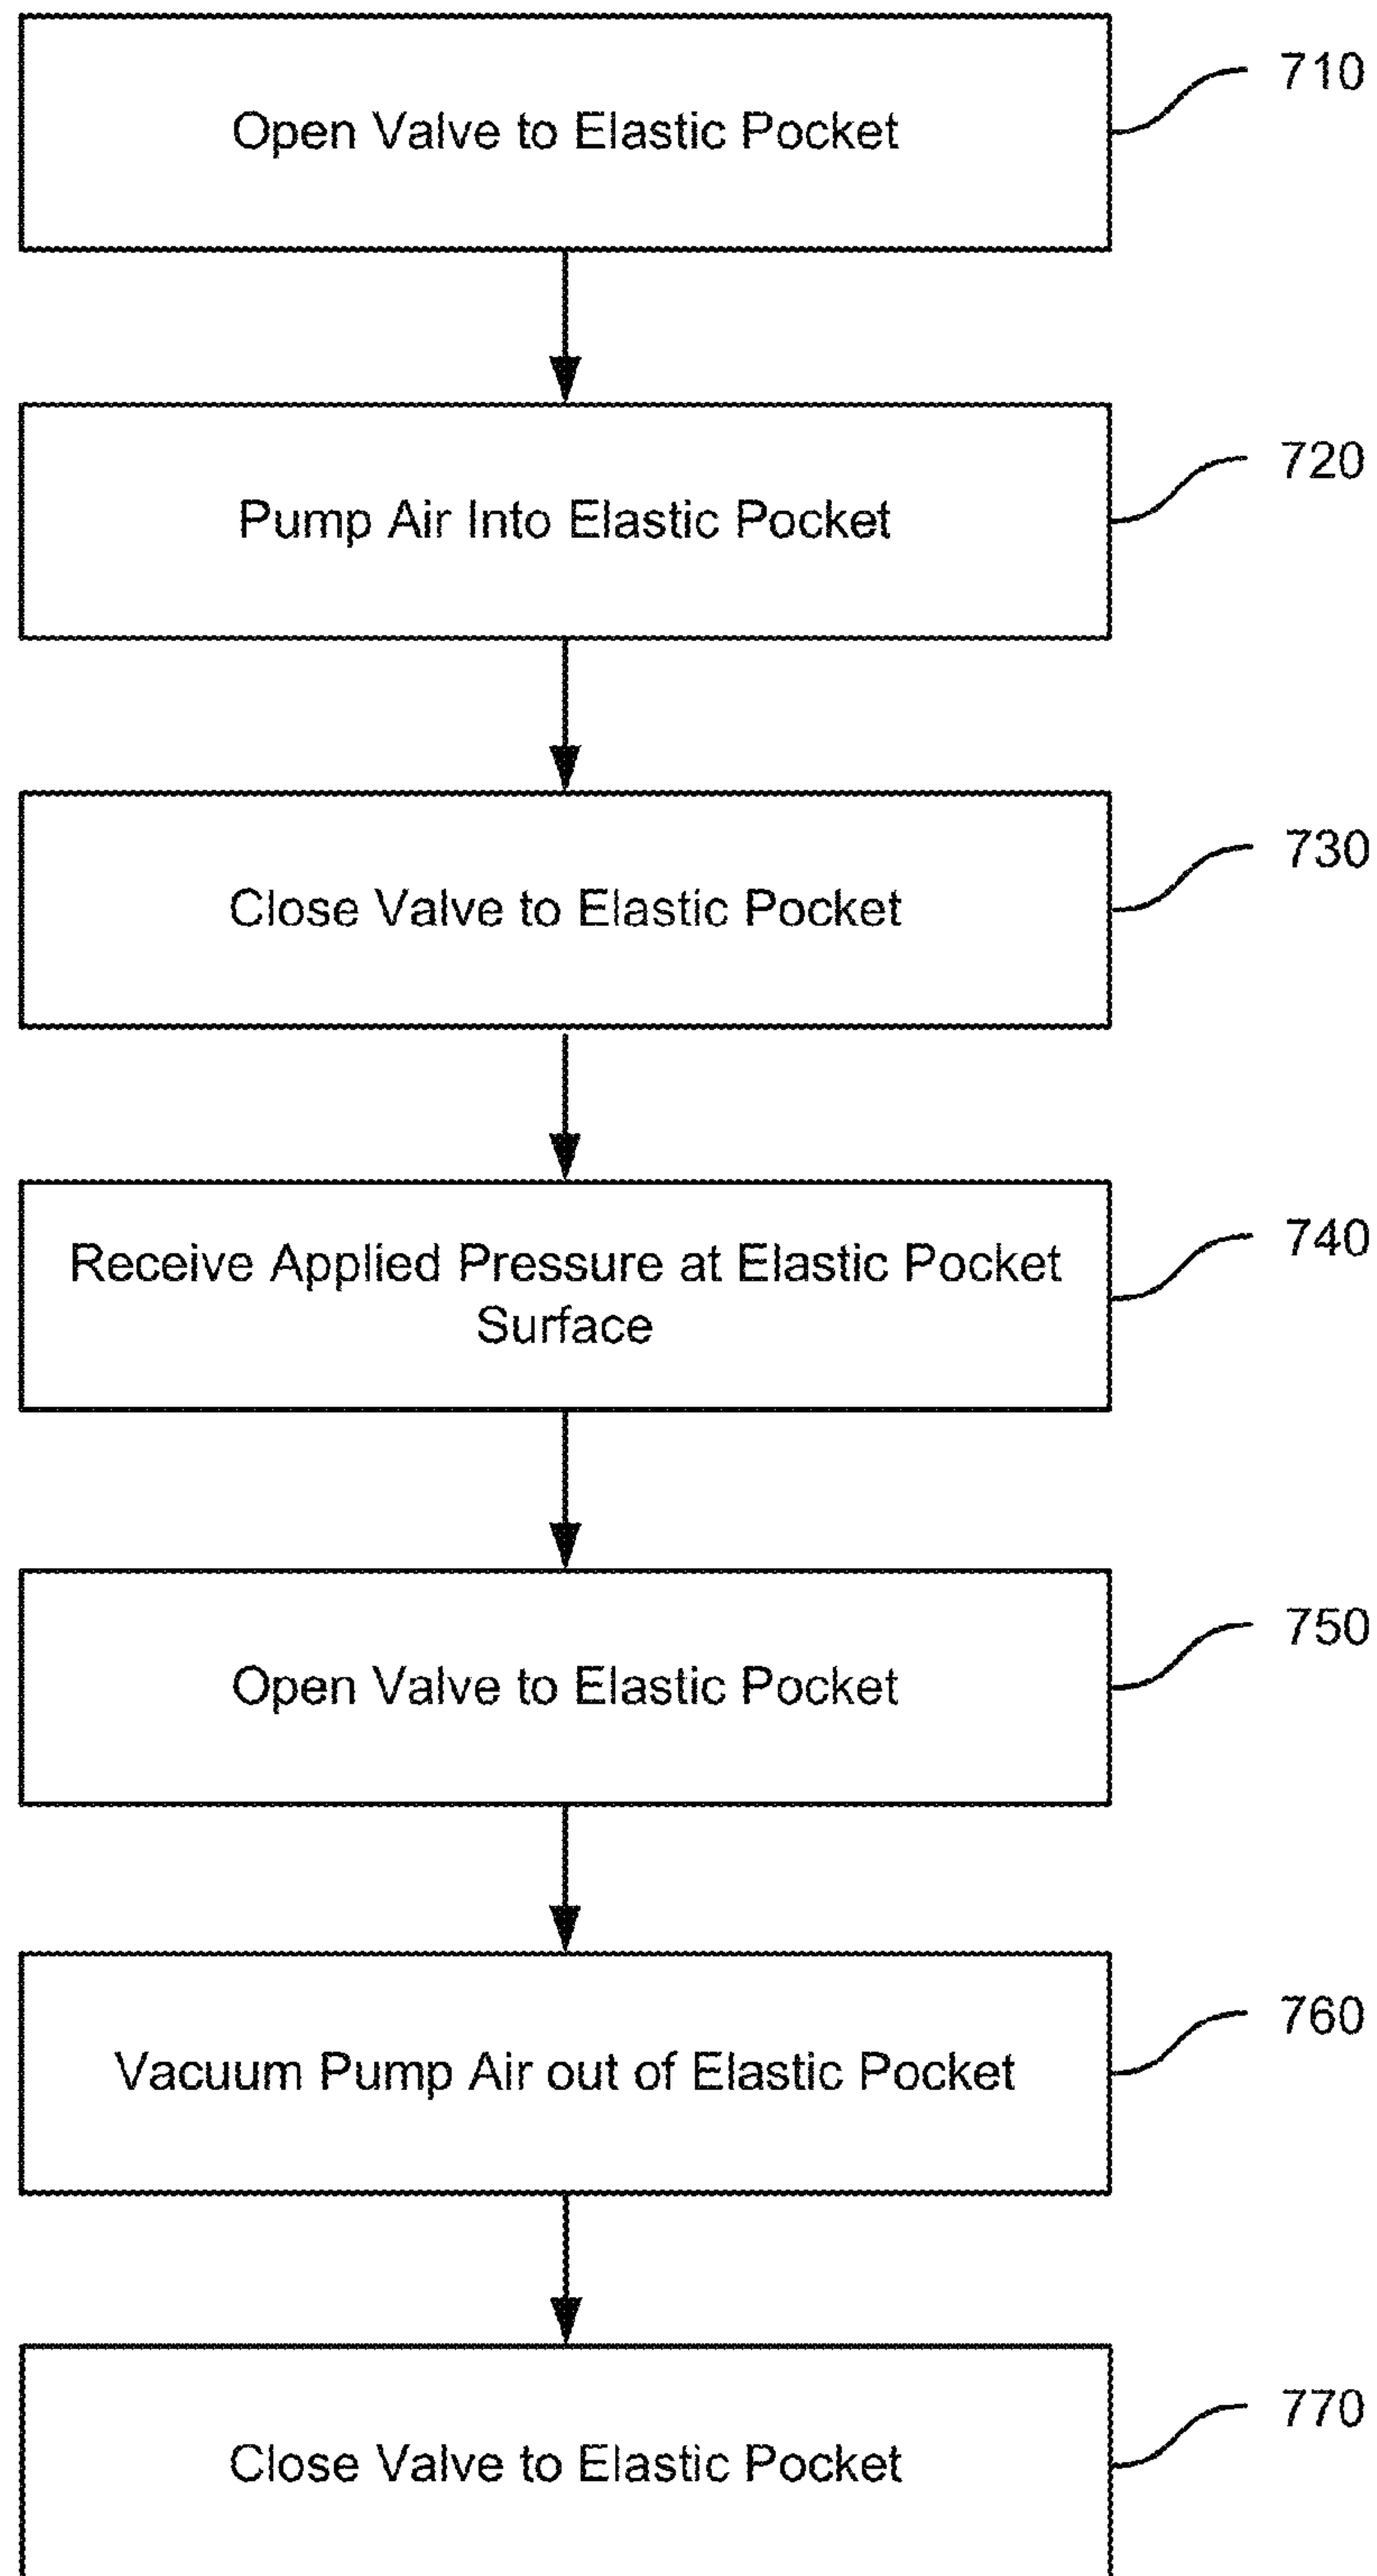 Open Valve to Elastic Pocket
710
Pump Air Into Elastic Pocket
720
Close Valve to Elastic Pocket
730
Receive Applied Pressure at Elastic Pocket
Surface
740
Open Valve to Elastic Pocket
750
Vacuum Pump Air out of Elastic Pocket
760
Close Valve to Elastic Pocket
770